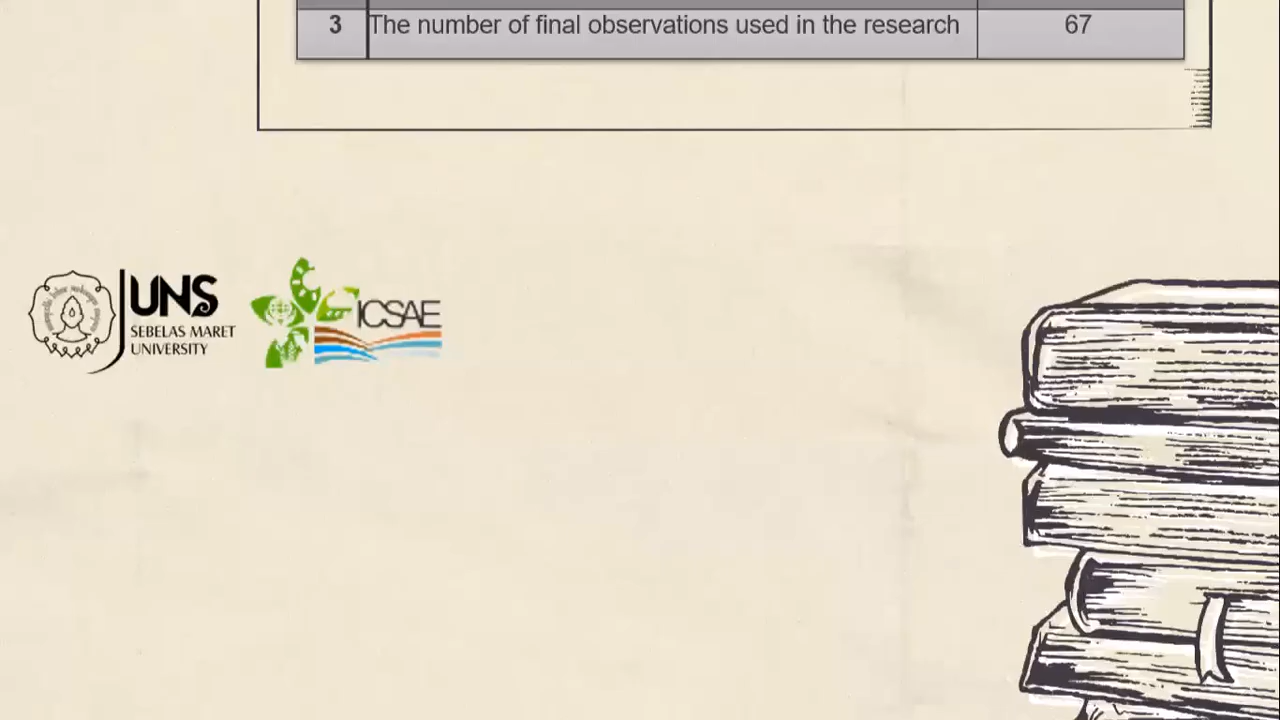 3 The number of final observations used in the research 67
UNS
SEBELAS MARET
UNIVERSITY
ICSAE